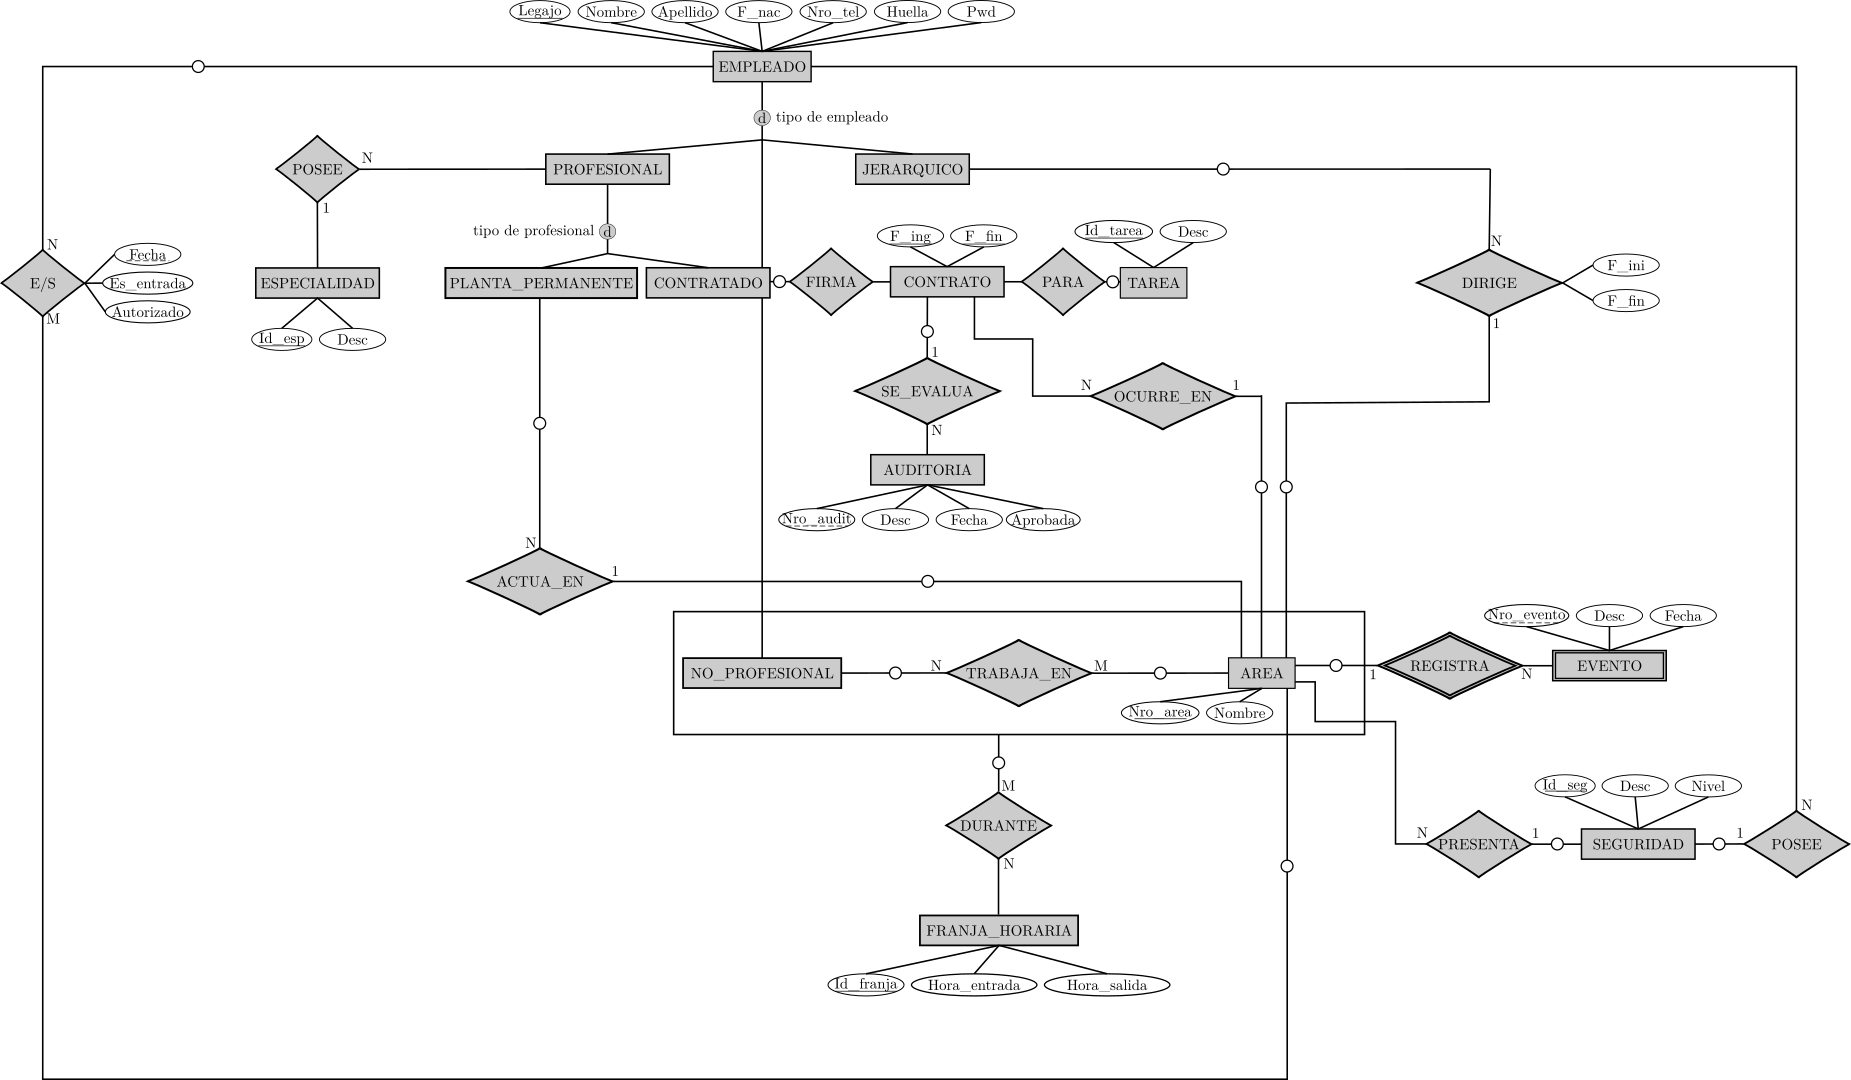 Legajo Nombre Apellido F_nac Nro_tel Huella Pwd
EMPLEADO
d tipo de empleado
POSEE N PROFESIONAL JERARQUICO
1
tipo de profesional d
F_ing F_fin Id_tarea Desc
N N
E/S Fecha Es_entrada Autorizado
M
ESPECIALIDAD PLANTA_PERMANENTE CONTRATADO FIRMA CONTRATO PARA TAREA DIRIGE F_ini F_fin
1
Id_esp Desc
1
SE_EVALUA N OCURRE_EN 1
N
AUDITORIA
Nro_audit Desc Fecha Aprobada
N
ACTUA_EN 1
Nro_evento Desc Fecha
NO_PROFESIONAL N TRABAJA_EN M AREA 1 REGISTRA N EVENTO
Nro_area Nombre
M
Id_seg Desc Nivel
N
DURANTE N PRESENTA 1 SEGURIDAD 1 POSEE
N
FRANJA_HORARIA
Id_franja Hora_entrada Hora_salida